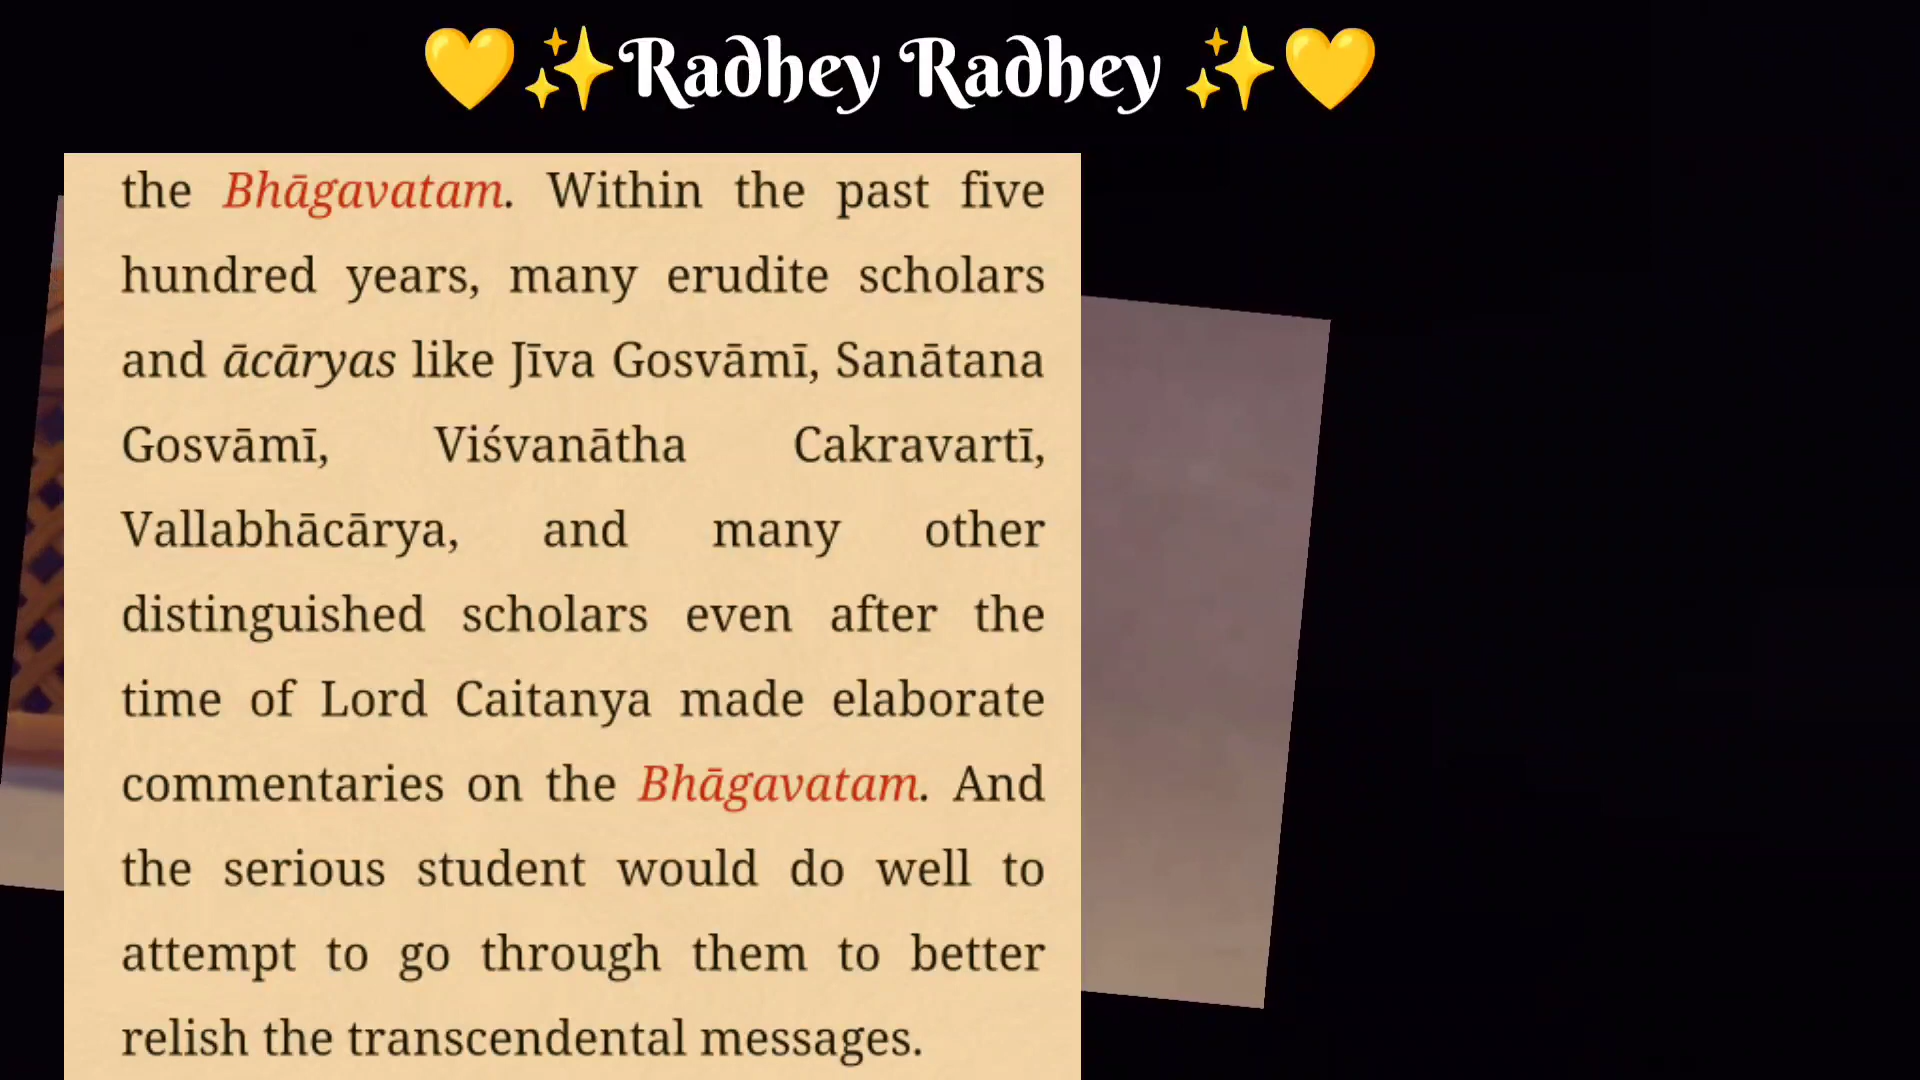 💛✨Radhey Radhey ✨💛
the Bhāgavatam. Within the past five
hundred years, many erudite scholars
and ācāryas like Jīva Gosvāmī, Sanātana
Gosvāmī, Viśvanātha Cakravartī,
Vallabhācārya, and many other
distinguished scholars even after the
time of Lord Caitanya made elaborate
commentaries on the Bhāgavatam. And
the serious student would do well to
attempt to go through them to better
relish the transcendental messages.